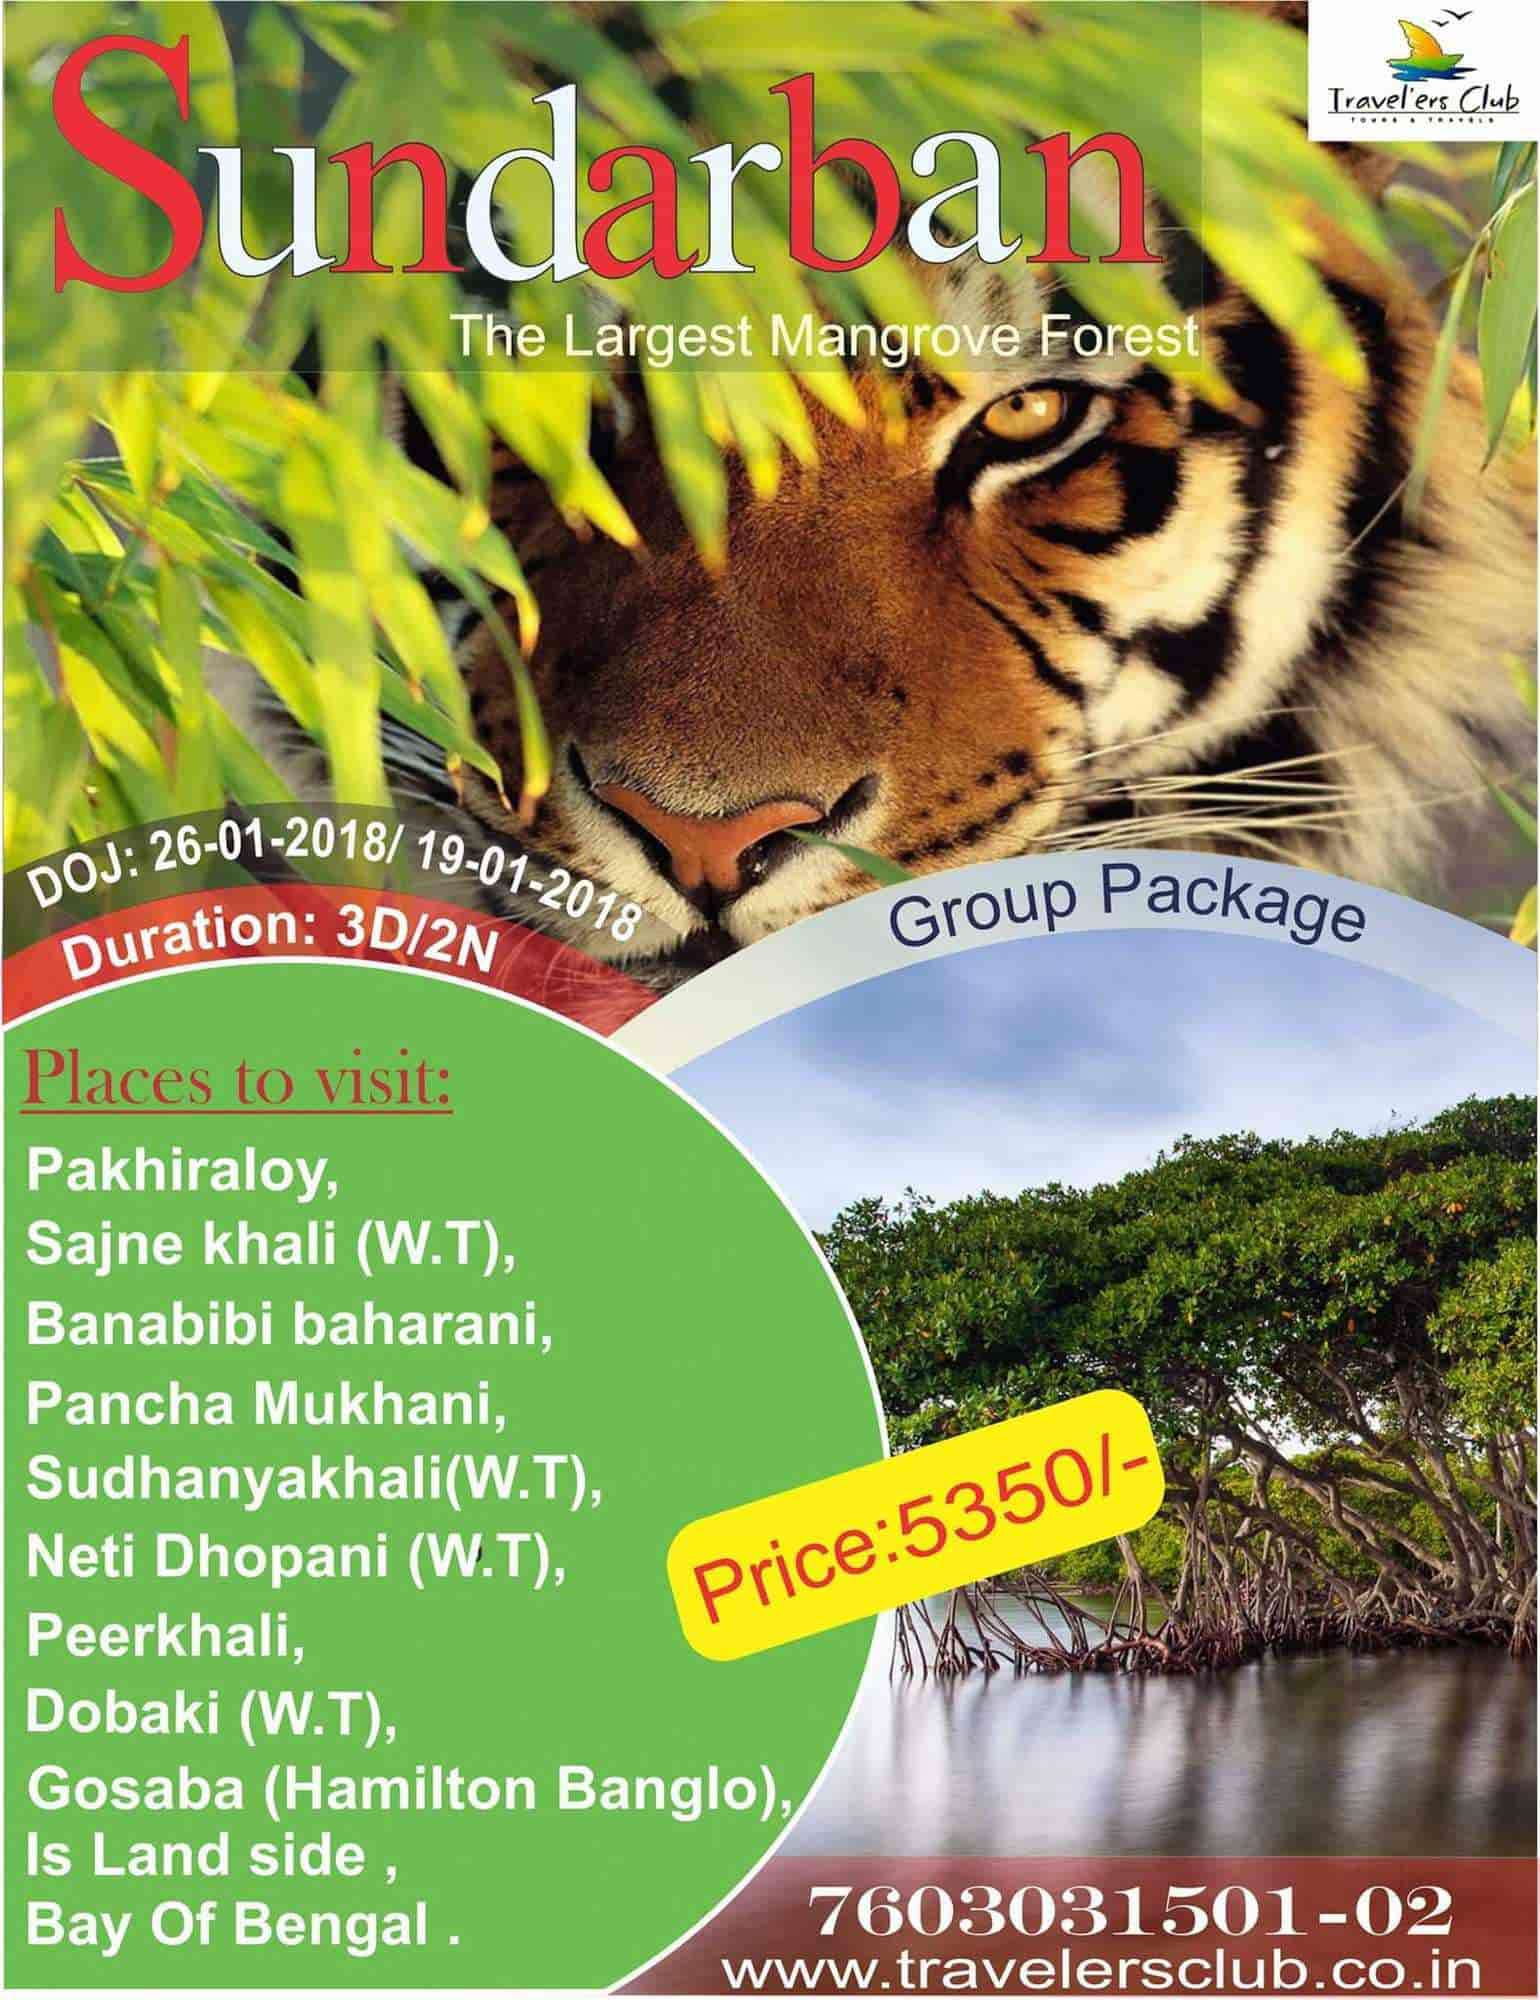 Travel'ers Club
TOURS & TRAVELS
Sundarban
The Largest Mangrove Forest
DOJ: 26-01-2018/ 19-01-2018
Duration: 3D/2N
Group Package
Places to visit:
Pakhiraloy,
Sajne khali (W.T),
Banabibi baharani,
Pancha Mukhani,
Sudhanyakhali(W.T),
Neti Dhopani (W.T),
Peerkhali,
Dobaki (W.T),
Gosaba (Hamilton Banglo),
Is Land side ,
Bay Of Bengal .
Price:5350/-
7603031501-02
www.travelersclub.co.in